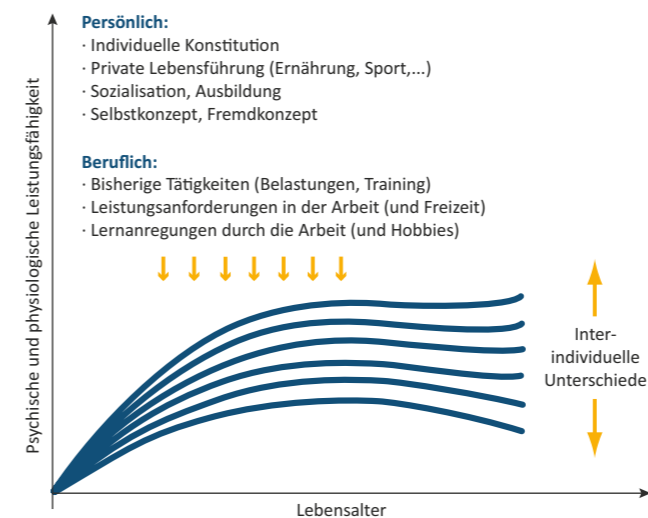 Persönlich:
· Individuelle Konstitution
· Private Lebensführung (Ernährung, Sport,...)
· Sozialisation, Ausbildung
· Selbstkonzept, Fremdkonzept
Beruflich:
· Bisherige Tätigkeiten (Belastungen, Training)
· Leistungsanforderungen in der Arbeit (und Freizeit)
· Lernanregungen durch die Arbeit (und Hobbies)
Psychische und physiologische Leistungsfähigkeit
Inter-
individuelle
Unterschiede
Lebensalter